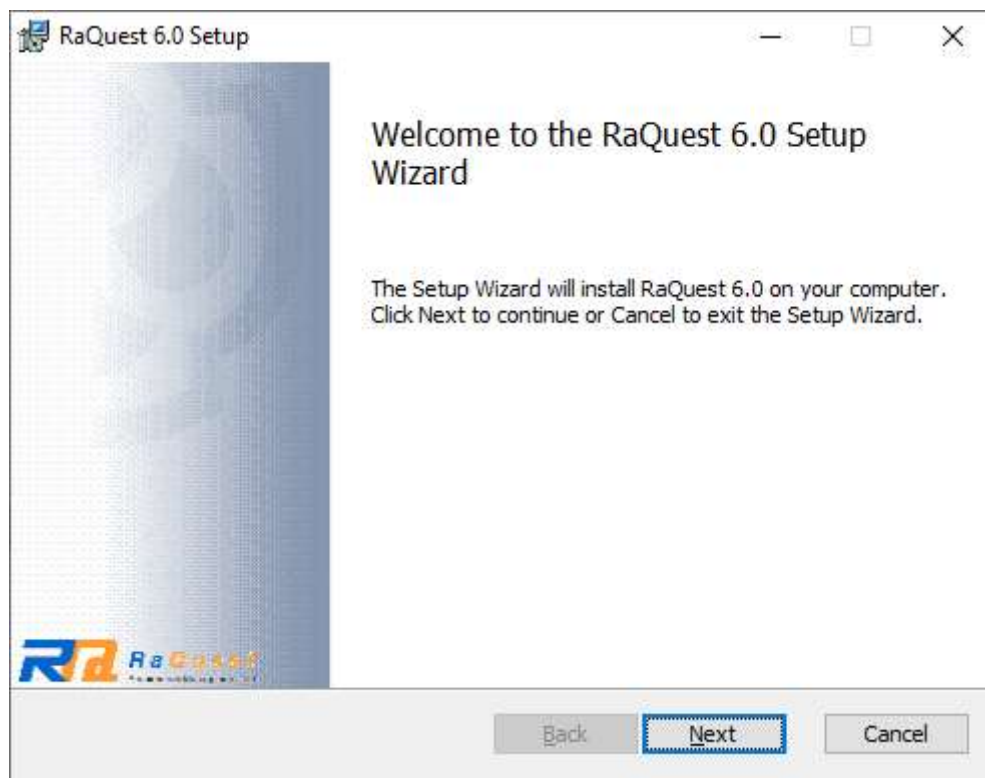 RaQuest 6.0 Setup
Welcome to the RaQuest 6.0 Setup
Wizard
The Setup Wizard will install RaQuest 6.0 on your computer.
Click Next to continue or Cancel to exit the Setup Wizard.
Ra RaQuest
Back Next Cancel